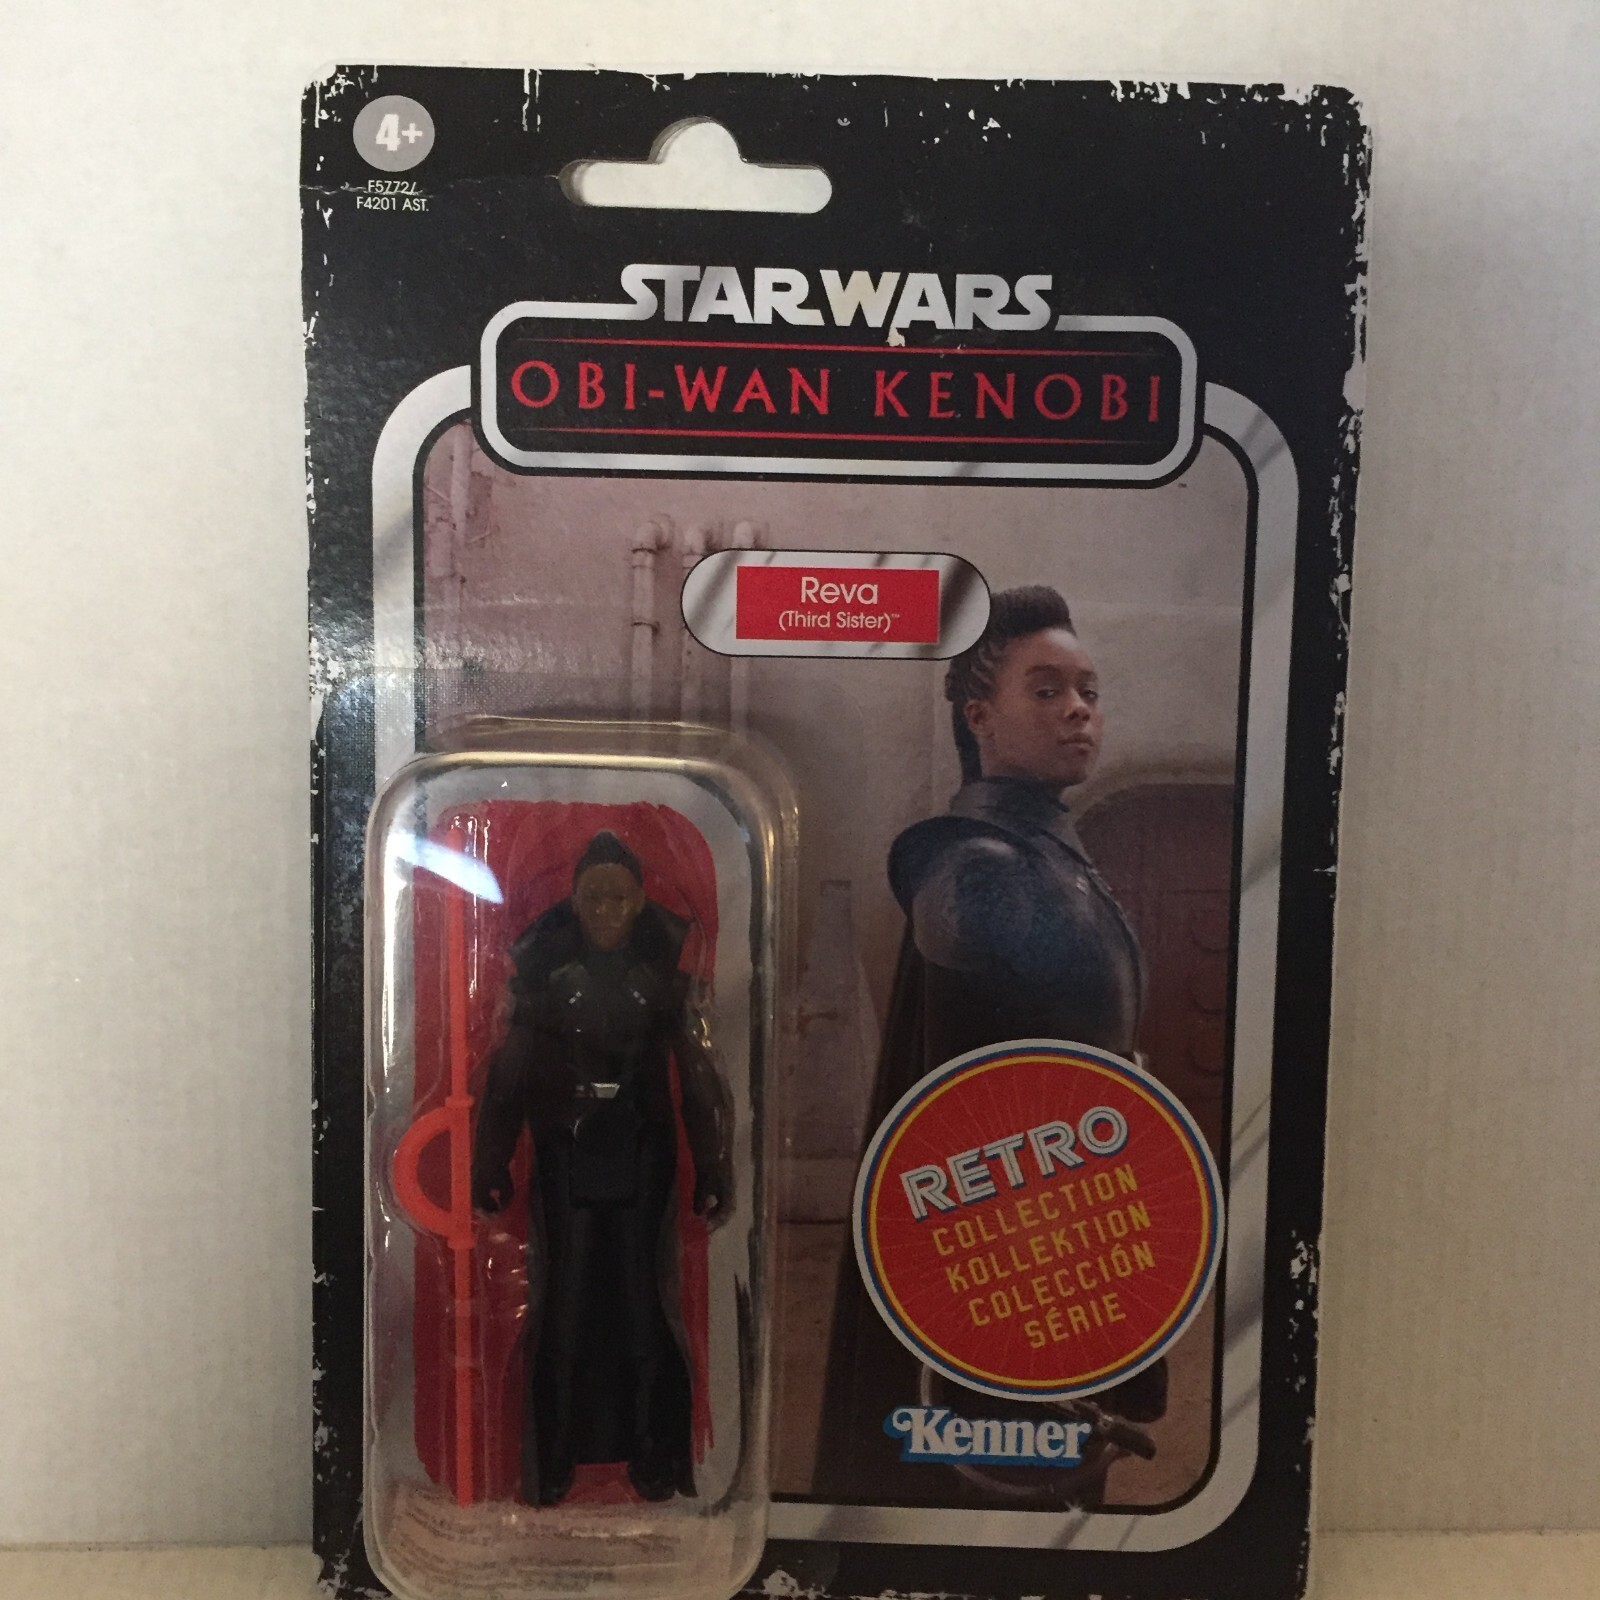 4+
F5772/
F4201 AST.
STAR WARS
OBI-WAN KENOBI
Reva
(Third Sister)™
RETRO
COLLECTION
KOLLEKTION
COLECCIÓN
SÉRIE
Kenner